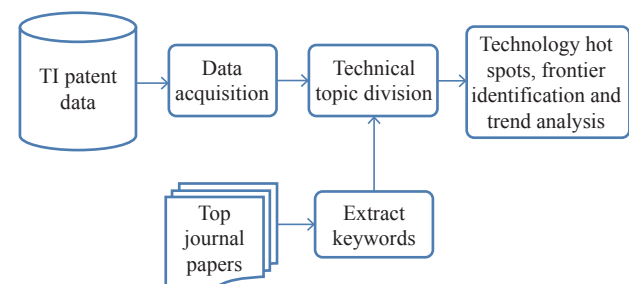 TI patent
data
Data
acquisition
Technical
topic division
Technology hot
spots, frontier
identification and
trend analysis
Top
journal
papers
Extract
keywords